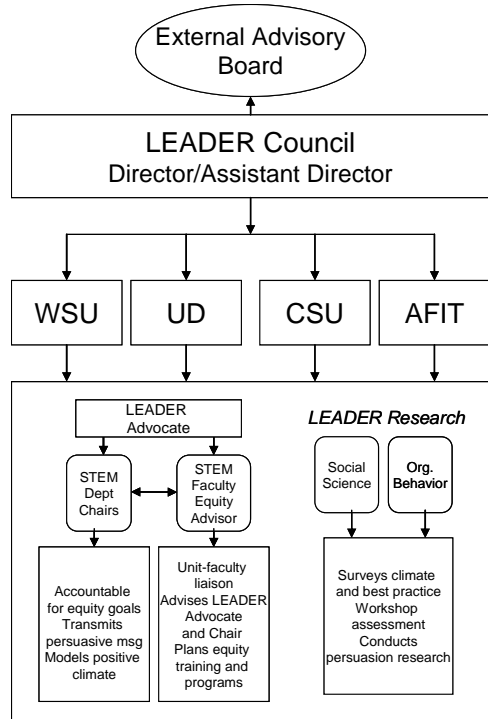 External Advisory
Board
LEADER Council
Director/Assistant Director
WSU
UD
CSU
AFIT
LEADER
Advocate
STEM
Dept
Chairs
STEM
Faculty
Equity
Advisor
Accountable
for equity goals
Transmits
persuasive msg
Models positive
climate
Unit-faculty
liaison
Advises LEADER
Advocate
and Chair
Plans equity
training and
programs
LEADER Research
Social
Science
Org.
Behavior
Surveys climate
and best practice
Workshop
assessment
Conducts
persuasion research